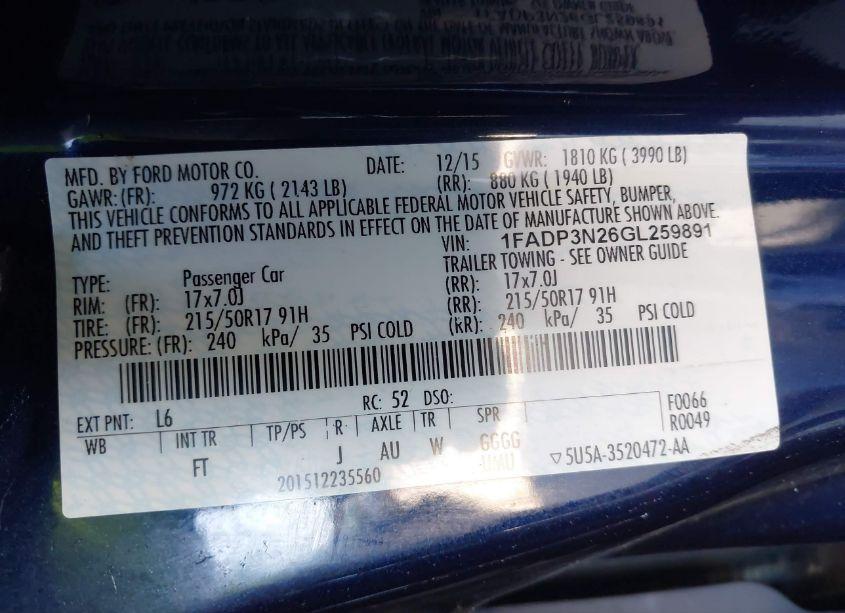 MFD. BY FORD MOTOR CO. DATE: 12/15 GVWR: 1810 KG ( 3990 LB)
GAWR: (FR): 972 KG ( 2143 LB) (RR): 880 KG ( 1940 LB)
THIS VEHICLE CONFORMS TO ALL APPLICABLE FEDERAL MOTOR VEHICLE SAFETY, BUMPER,
AND THEFT PREVENTION STANDARDS IN EFFECT ON THE DATE OF MANUFACTURE SHOWN ABOVE.
VIN: 1FADP3N26GL259891
TYPE: Passenger Car TRAILER TOWING - SEE OWNER GUIDE
RIM: (FR): 17x7.0J (RR): 17x7.0J
TIRE: (FR): 215/50R17 91H (RR): 215/50R17 91H
PRESSURE: (FR): 240 kPa/ 35 PSI COLD (RR): 240 kPa/ 35 PSI COLD
EXT PNT: L6 RC: 52 DSO: F0066
WB INT TR TP/PS R AXLE TR SPR R0049
FT J AU W GGGG
201512235560 UMU ▽5U5A-3520472-AA